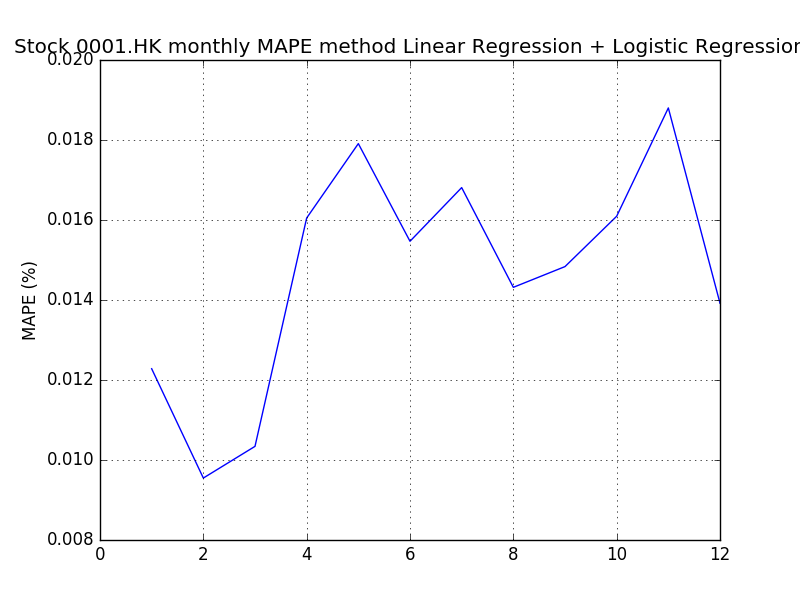 Stock 0001.HK monthly MAPE method Linear Regression + Logistic Regression
0.020
0.018
0.016
0.014
0.012
0.010
0.008
MAPE (%)
0 2 4 6 8 10 12